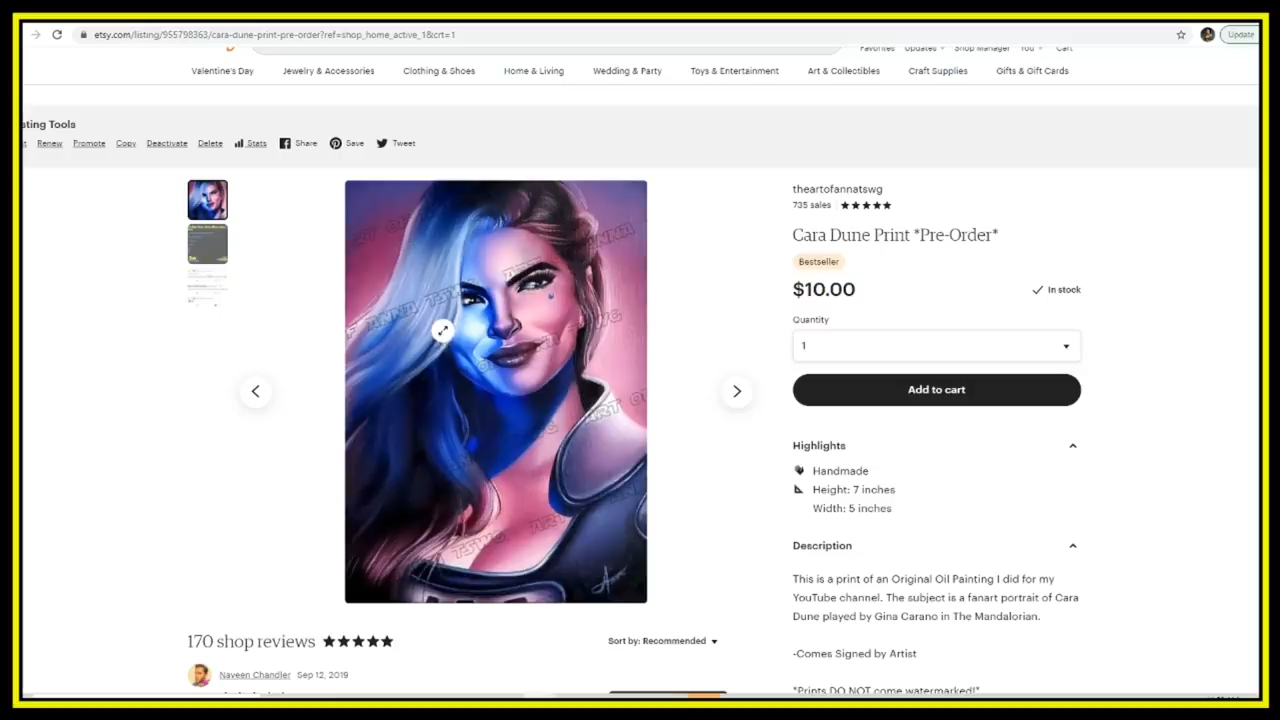 etsy.com/listing/955798363/cara-dune-print-pre-order?ref=shop_home_active_1&crt=1
Update
Favorites Updates Shop Manager You Cart
Valentine's Day Jewelry & Accessories Clothing & Shoes Home & Living Wedding & Party Toys & Entertainment Art & Collectibles Craft Supplies Gifts & Gift Cards
sting Tools
Renew Promote Copy Deactivate Delete Stats Share Save Tweet
theartofannatswg
735 sales
Cara Dune Print *Pre-Order*
Bestseller
$10.00
In stock
Quantity
1
Add to cart
Highlights
Handmade
Height: 7 inches
Width: 5 inches
Description
This is a print of an Original Oil Painting I did for my
YouTube channel. The subject is a fanart portrait of Cara
Dune played by Gina Carano in The Mandalorian.
-Comes Signed by Artist
*Prints DO NOT come watermarked!*
170 shop reviews
Sort by: Recommended
Naveen Chandler Sep 12, 2019